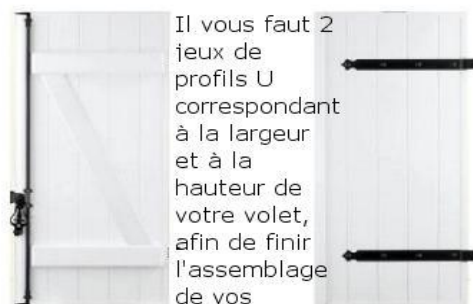 Il vous faut 2
jeux de
profils U
correspondant
à la largeur
et à la
hauteur de
votre volet,
afin de finir
l'assemblage
de vos